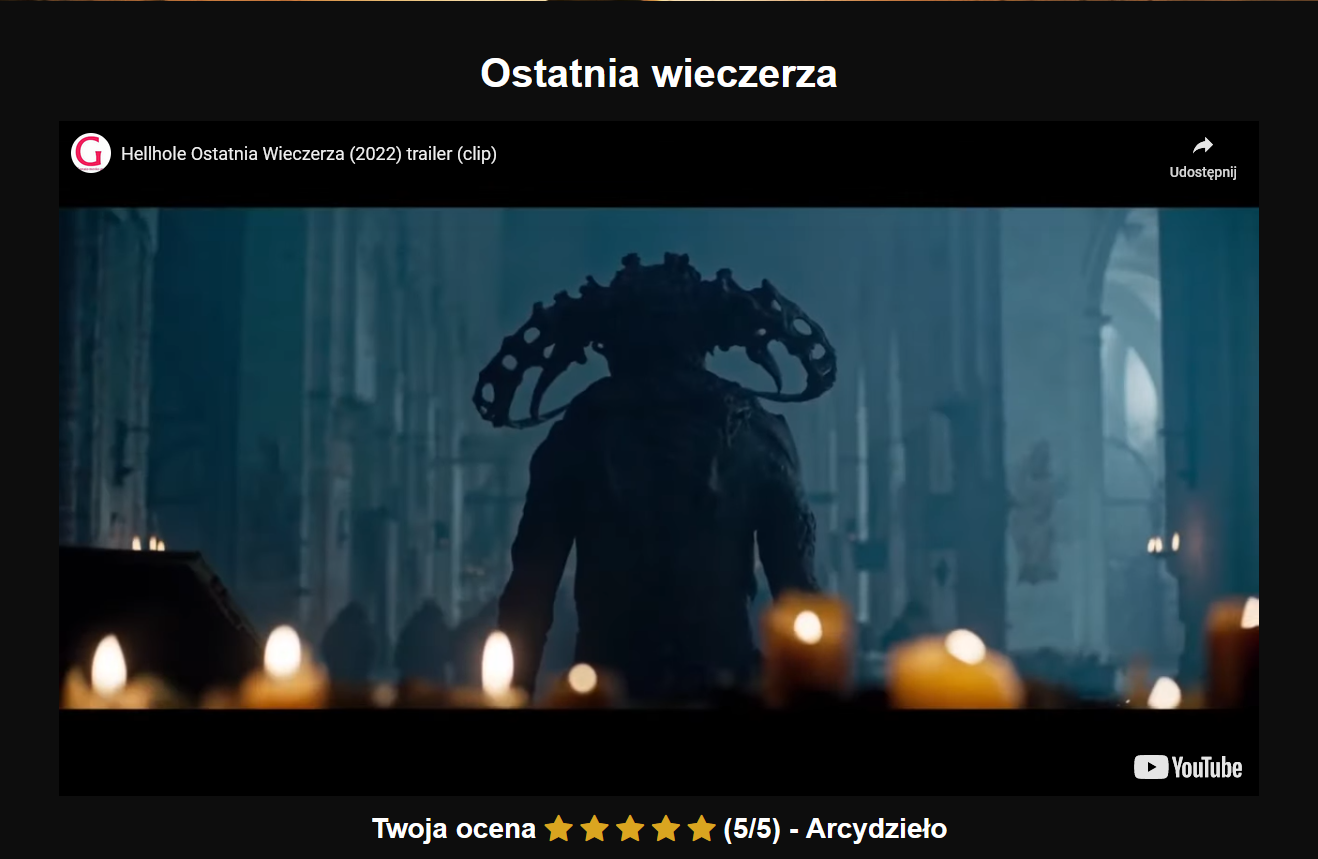 Ostatnia wieczerza
G
Hellhole Ostatnia Wieczerza (2022) trailer (clip)
Udostępnij
YouTube
Twoja ocena ★★★★★ (5/5) - Arcydzieło